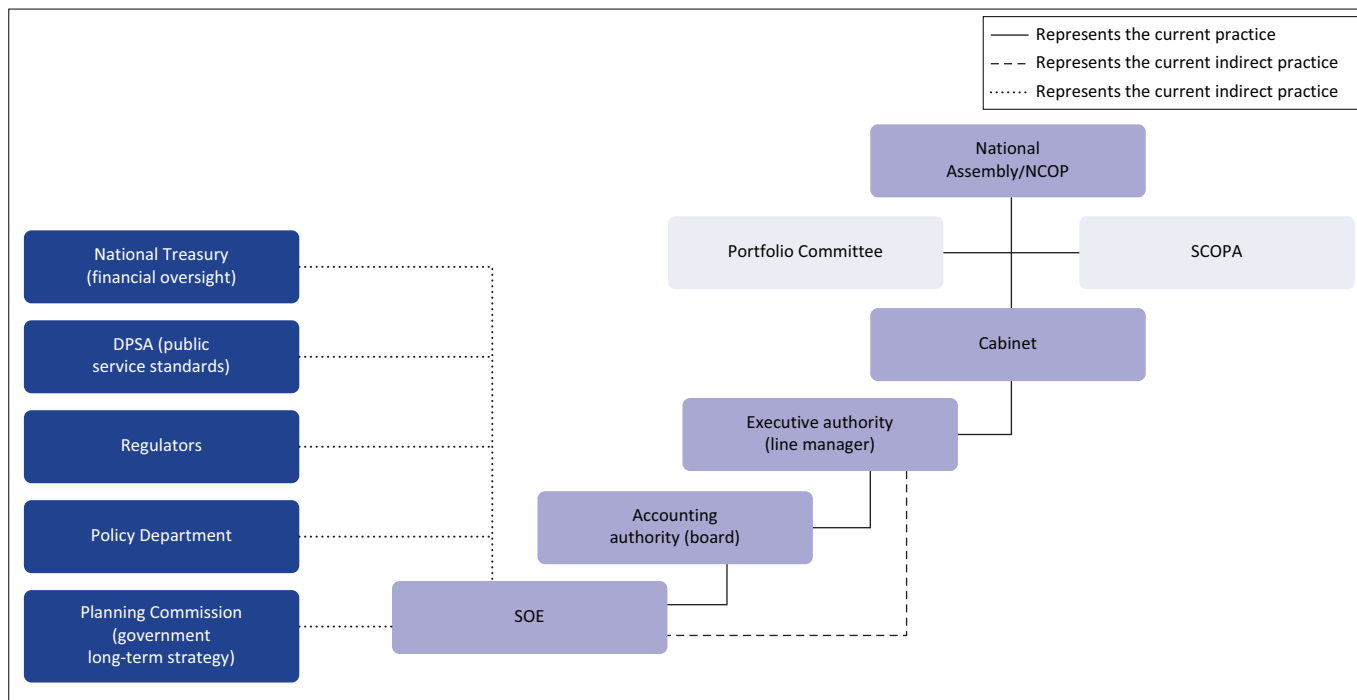 Represents the current practice
Represents the current indirect practice
Represents the current indirect practice
National
Assembly/NCOP
Portfolio Committee
SCOPA
Cabinet
Executive authority
(line manager)
Accounting
authority (board)
SOE
National Treasury
(financial oversight)
DPSA (public
service standards)
Regulators
Policy Department
Planning Commission
(government
long-term strategy)